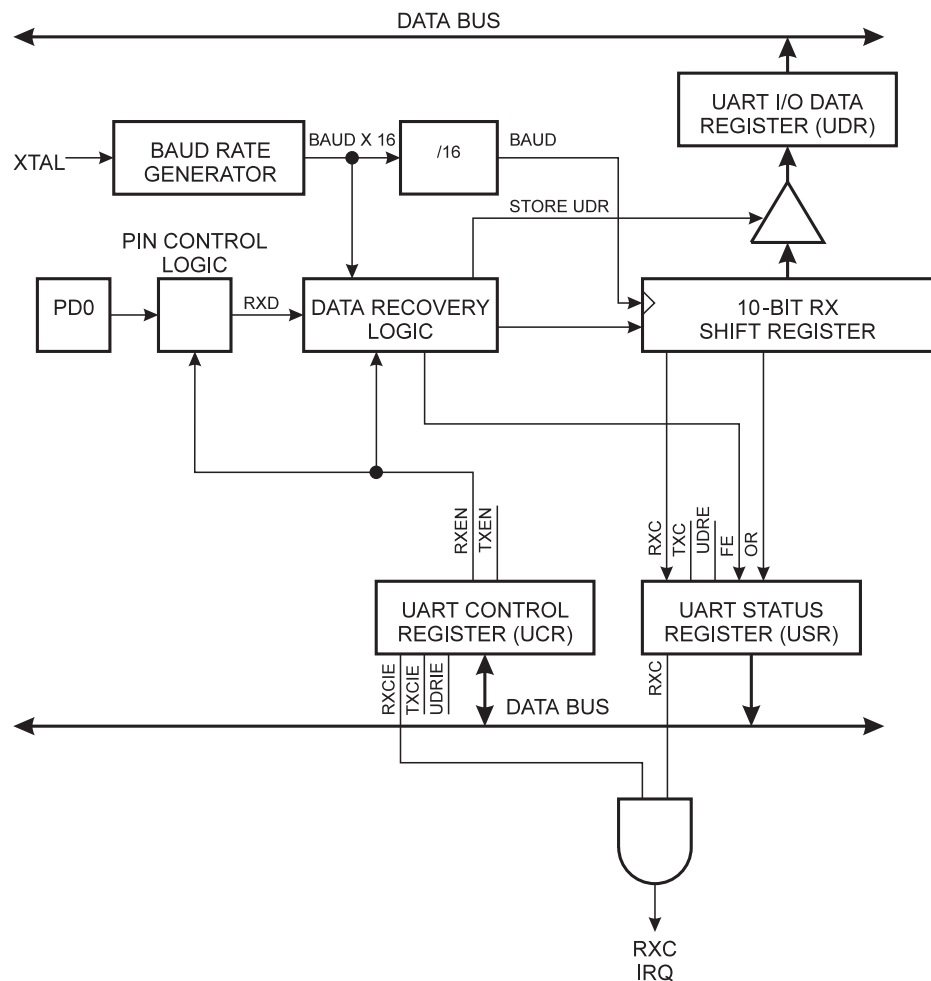 DATA BUS
UART I/O DATA
REGISTER (UDR)
XTAL
BAUD RATE
GENERATOR
BAUD X 16
/16
BAUD
STORE UDR
PIN CONTROL
LOGIC
PD0
RXD
DATA RECOVERY
LOGIC
10-BIT RX
SHIFT REGISTER
RXEN
TXEN
RXC
TXC
UDRE
FE
OR
UART CONTROL
REGISTER (UCR)
UART STATUS
REGISTER (USR)
RXCIE
TXCIE
UDRIE
RXC
DATA BUS
RXC
IRQ